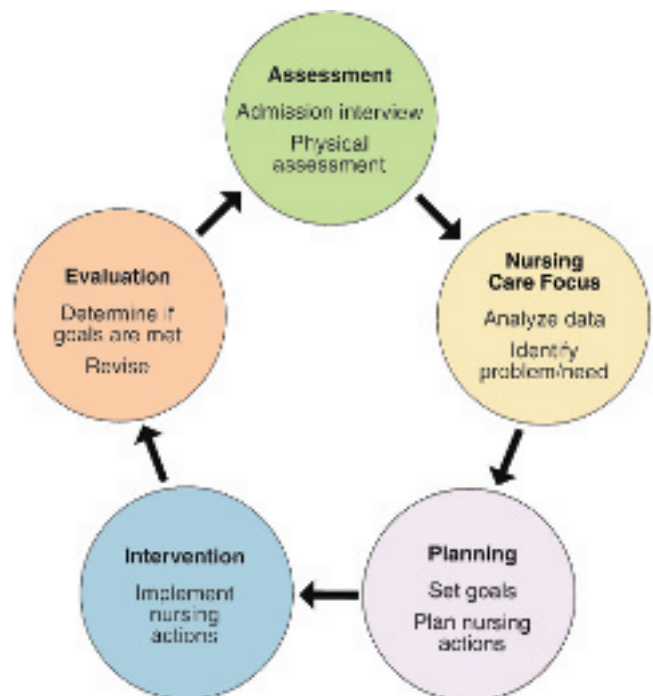 Assessment
Admission interview
Physical
assessment
Nursing
Care Focus
Analyze data
Identify
problem/need
Planning
Set goals
Plan nursing
actions
Intervention
Implement
nursing
actions
Evaluation
Determine if
goals are met
Revise